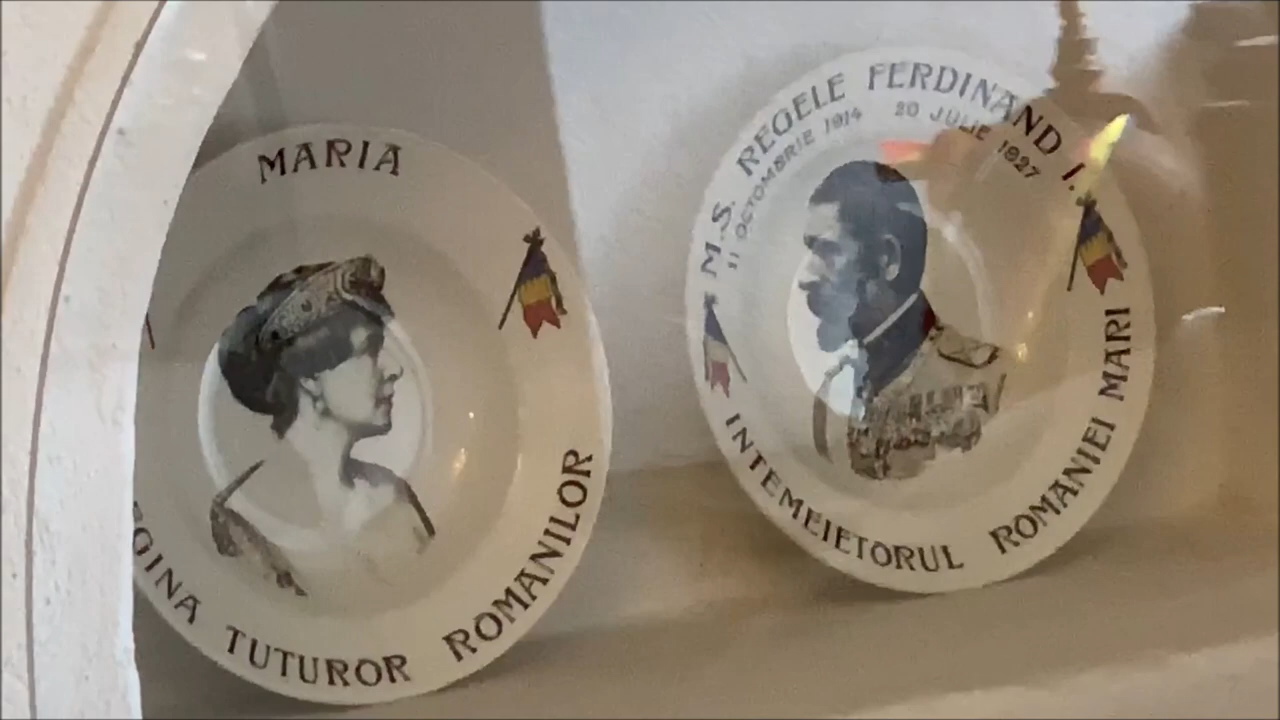 MARIA
GINA TUTUROR ROMANILOR
M.S. REGELE FERDINAND I.
11 OCTOMBRIE 1914 20 JULIE 1927
INTEMEIETORUL ROMANIEI MARI